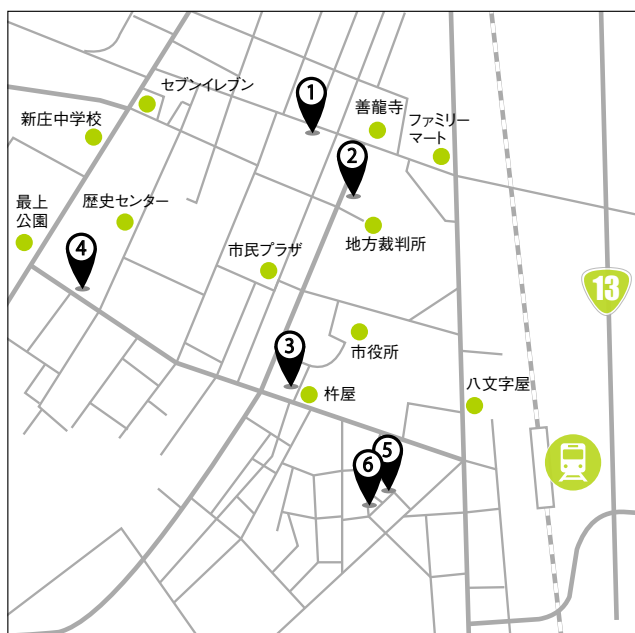 セブンイレブン
1
善龍寺
新庄中学校
ファミリー
マート
2
最上
公園
歴史センター
地方裁判所
4
市民プラザ
13
3
市役所
杵屋
八文字屋
5
6